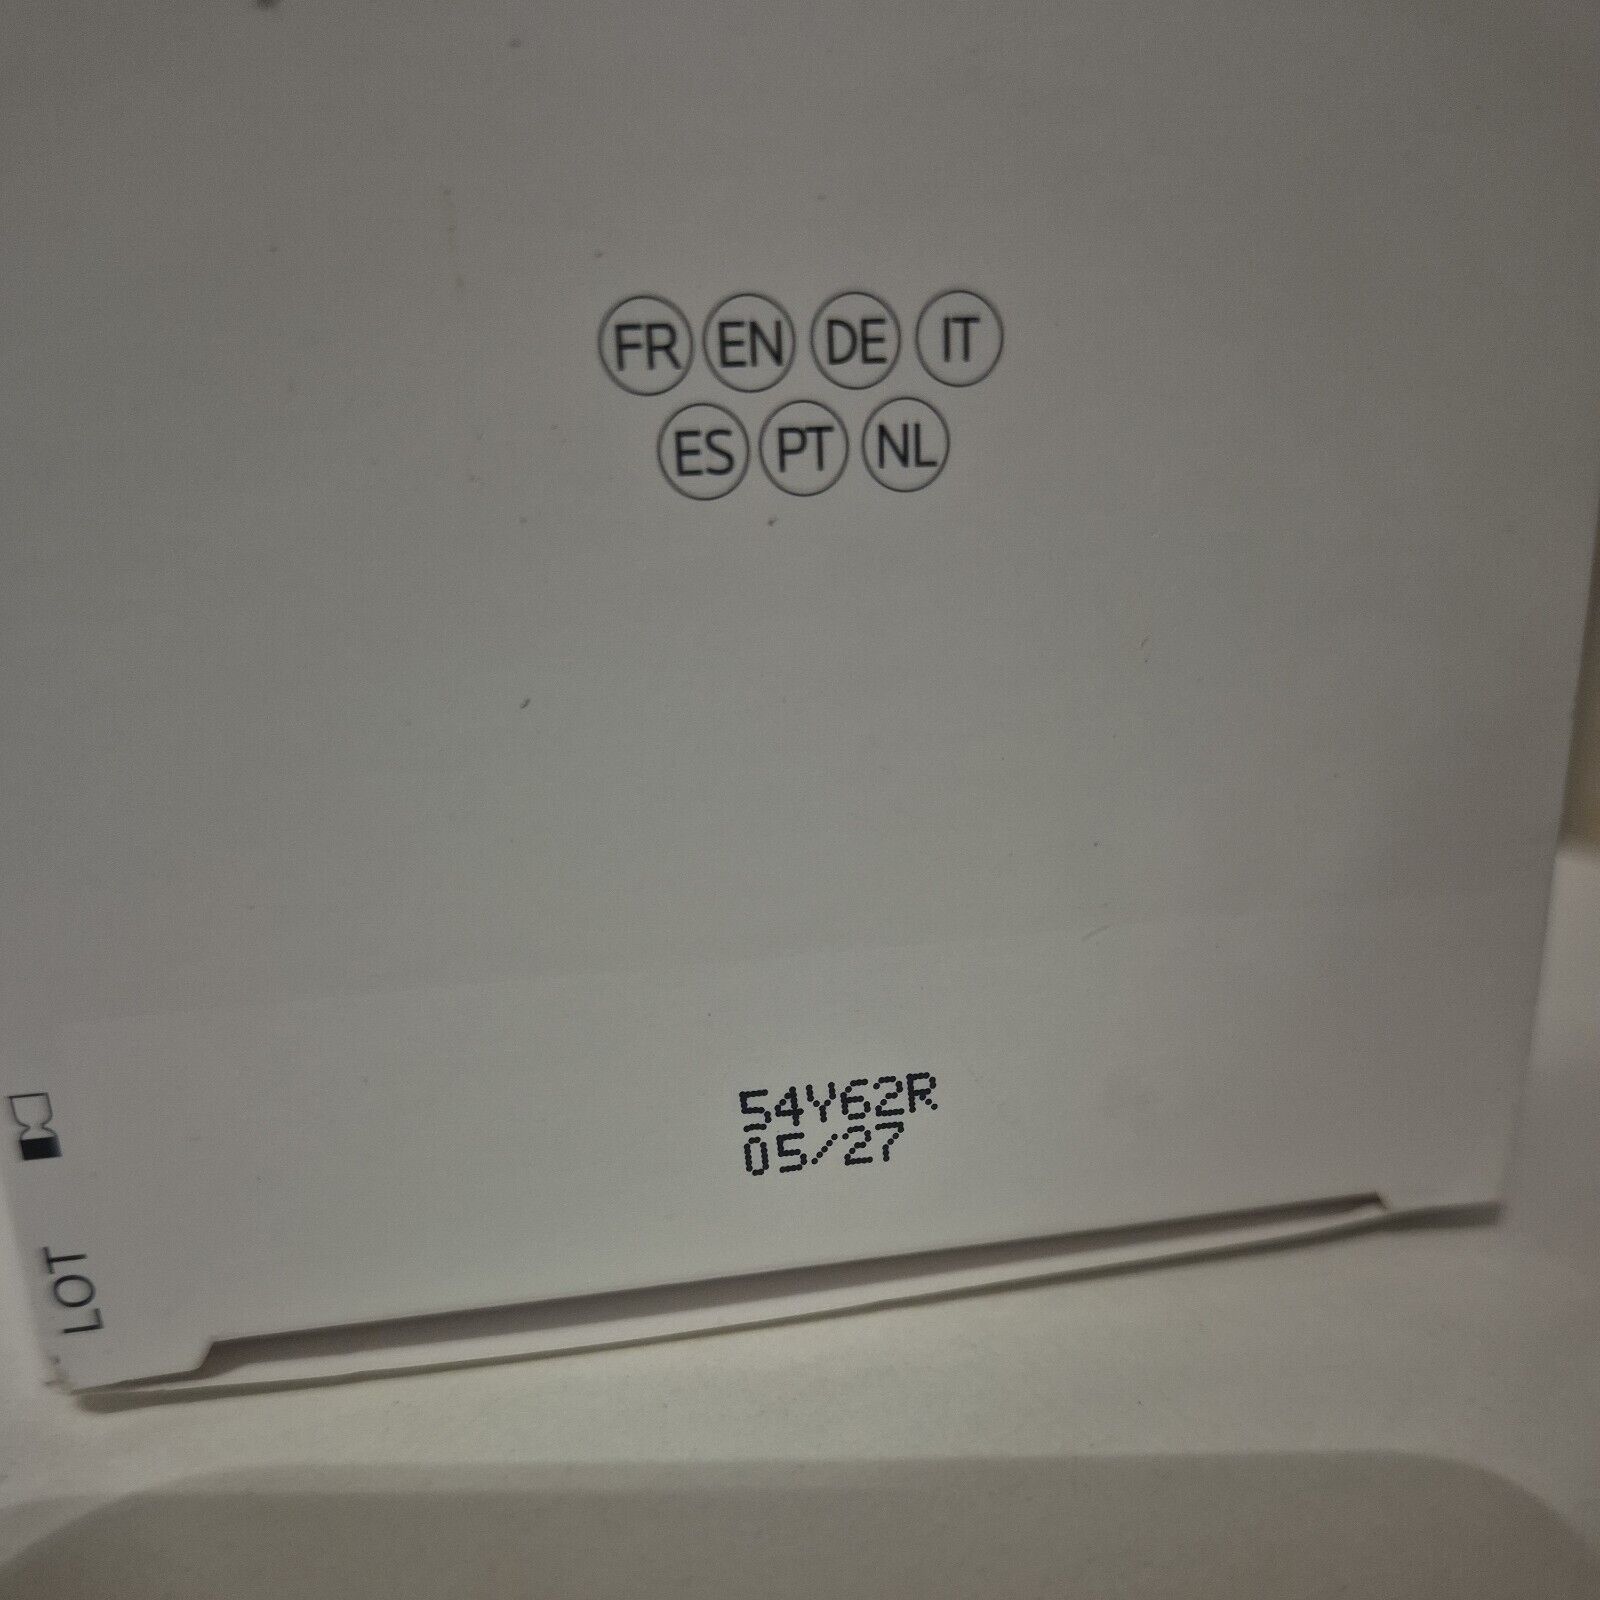 FR EN DE IT
ES PT NL
54Y62R
05/27
LOT